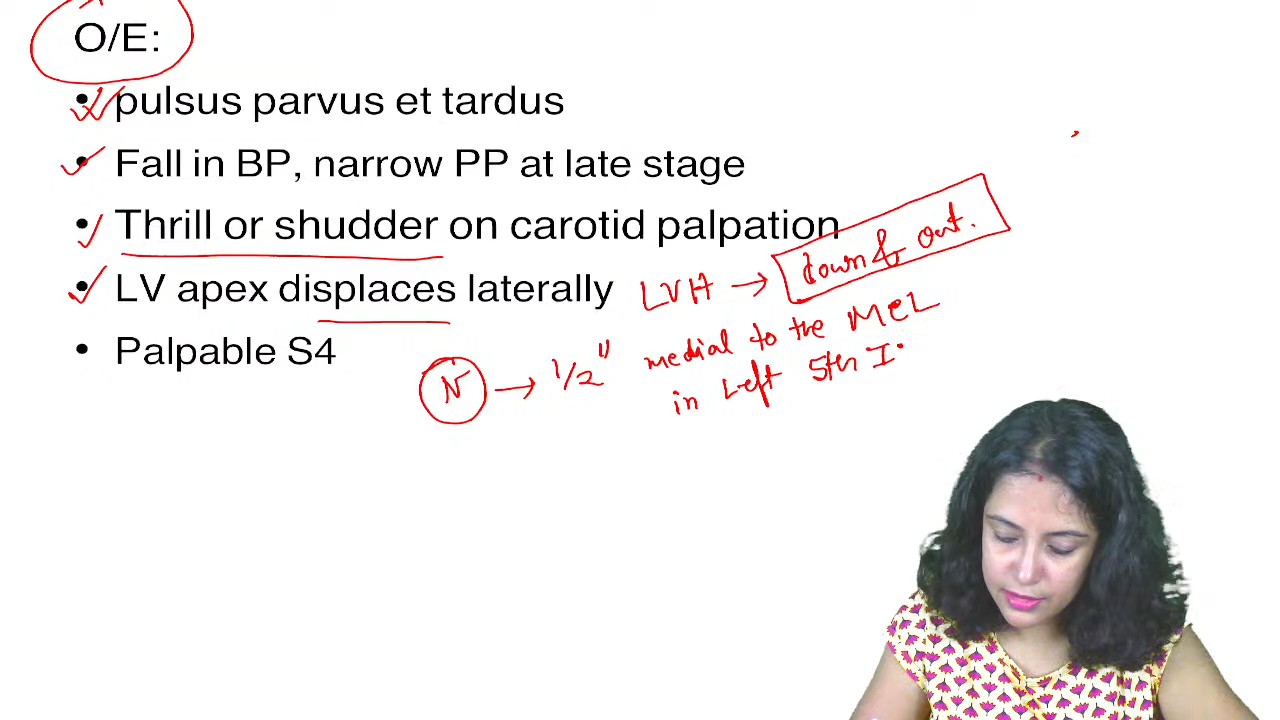 O/E:
• pulsus parvus et tardus
• Fall in BP, narrow PP at late stage
• Thrill or shudder on carotid palpation
• LV apex displaces laterally LVH → down & out.
• Palpable S4
N → 1/2" medial to the MCL
in Left 5th I